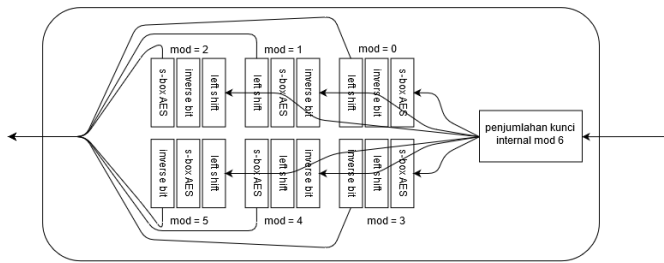 mod = 2
mod = 1
mod = 0
s-box AES
inverse bit
left shift
left shift
s-box AES
inverse bit
left shift
inverse bit
s-box AES
penjumlahan kunci
internal mod 6
inverse bit
s-box AES
left shift
s-box AES
left shift
inverse bit
inverse bit
left shift
s-box AES
mod = 5
mod = 4
mod = 3